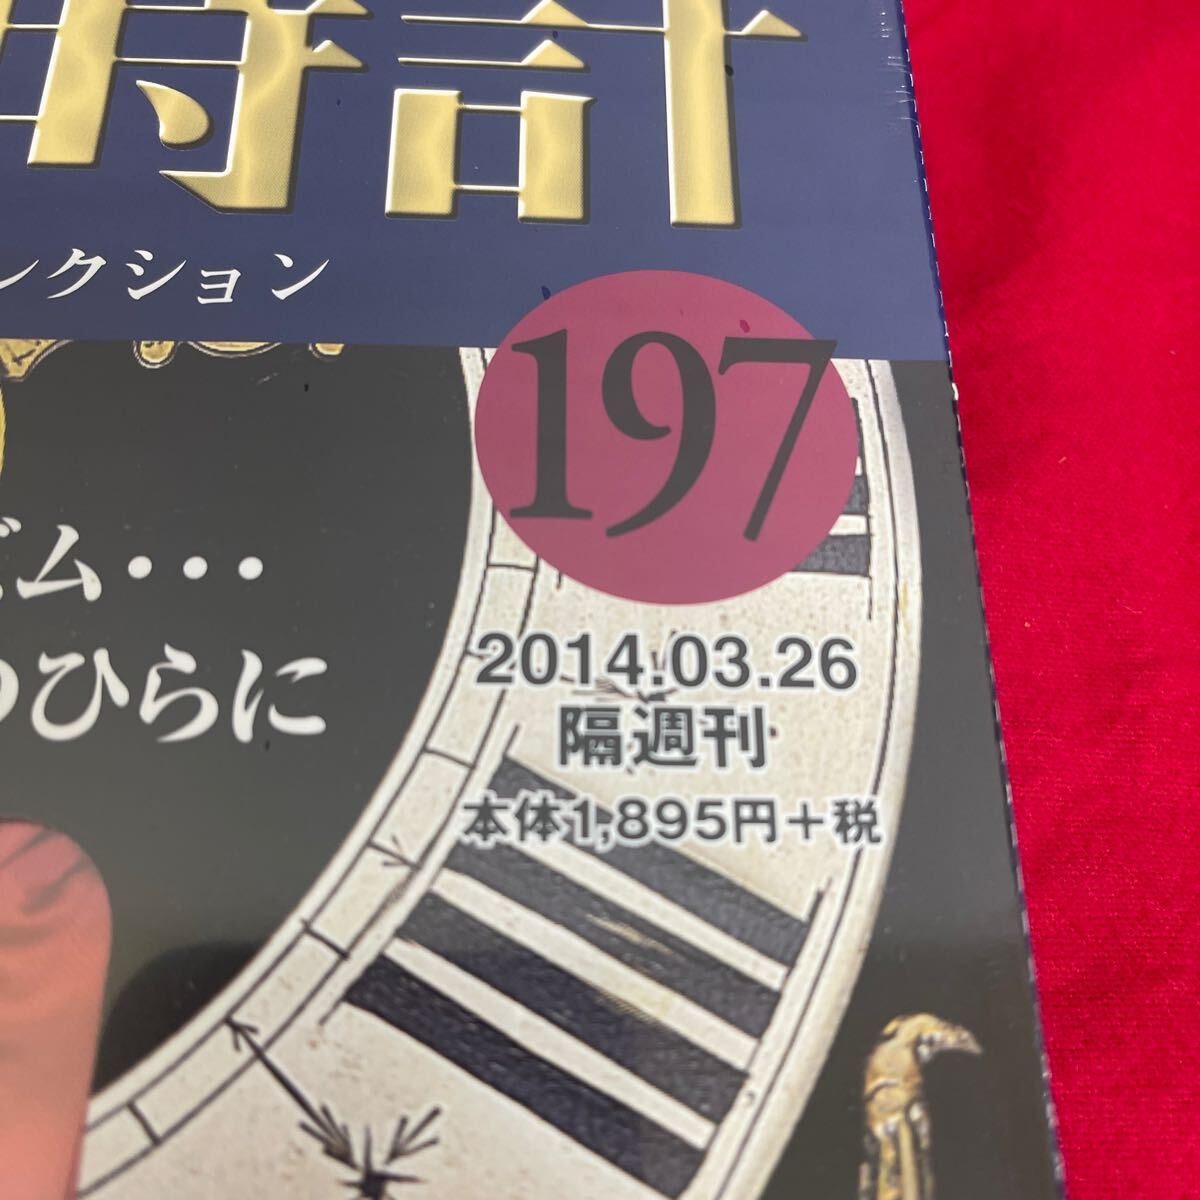 時計
レクション
197
ズム・・・
のひらに
2014.03.26
隔週刊
本体1,895円+税